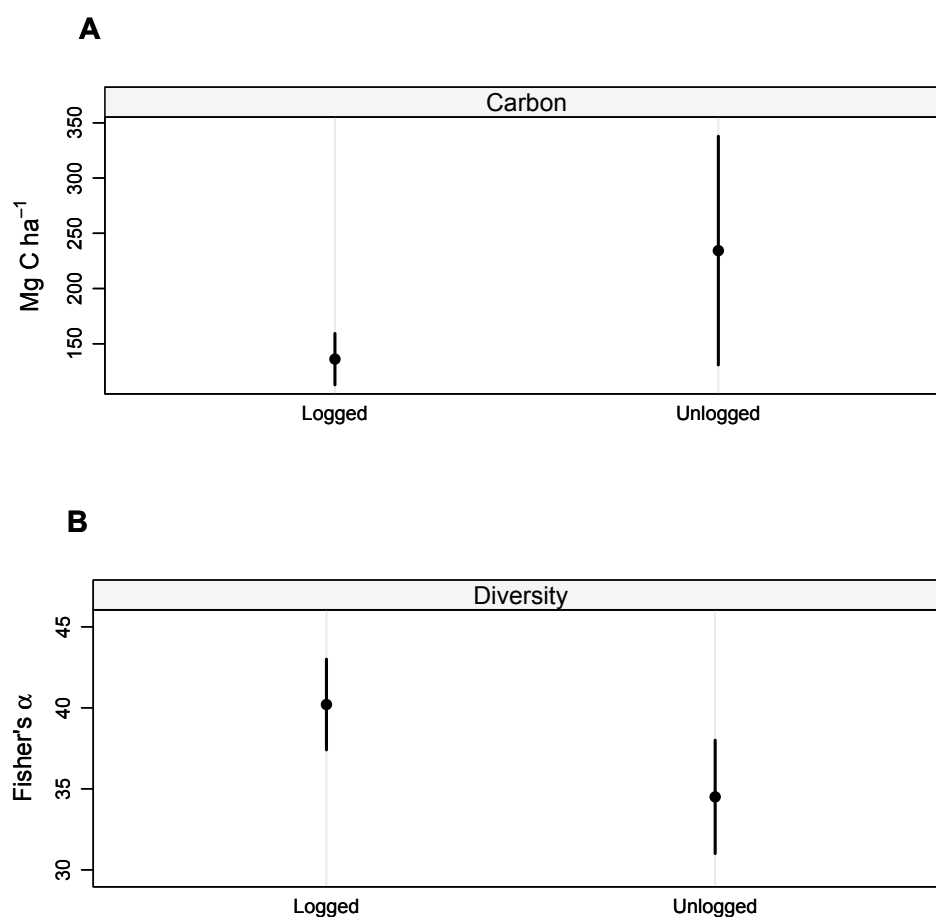 A
Carbon
350
300
250
200
150
Mg C ha⁻¹
Logged Unlogged
B
Diversity
45
40
35
30
Fisher's α
Logged Unlogged